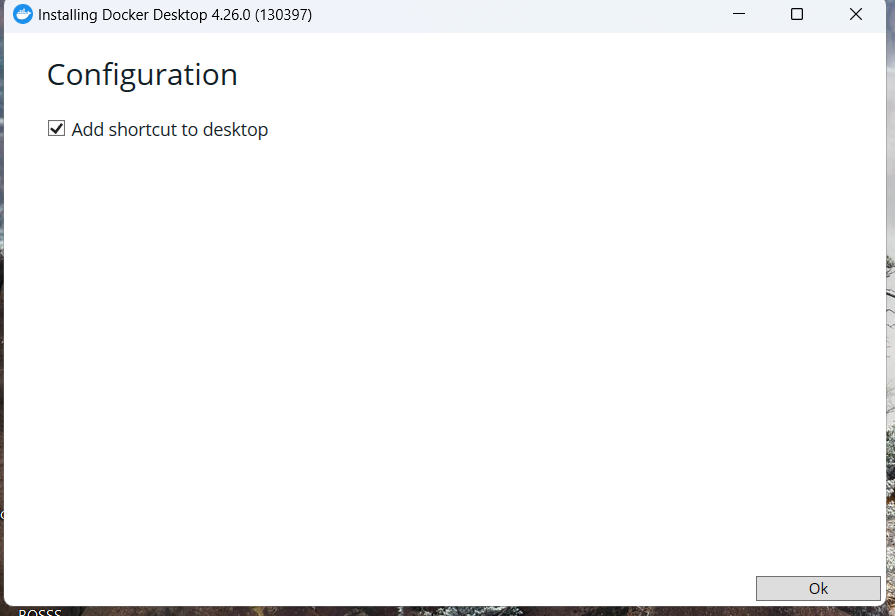 Installing Docker Desktop 4.26.0 (130397)
Configuration
Add shortcut to desktop
Ok